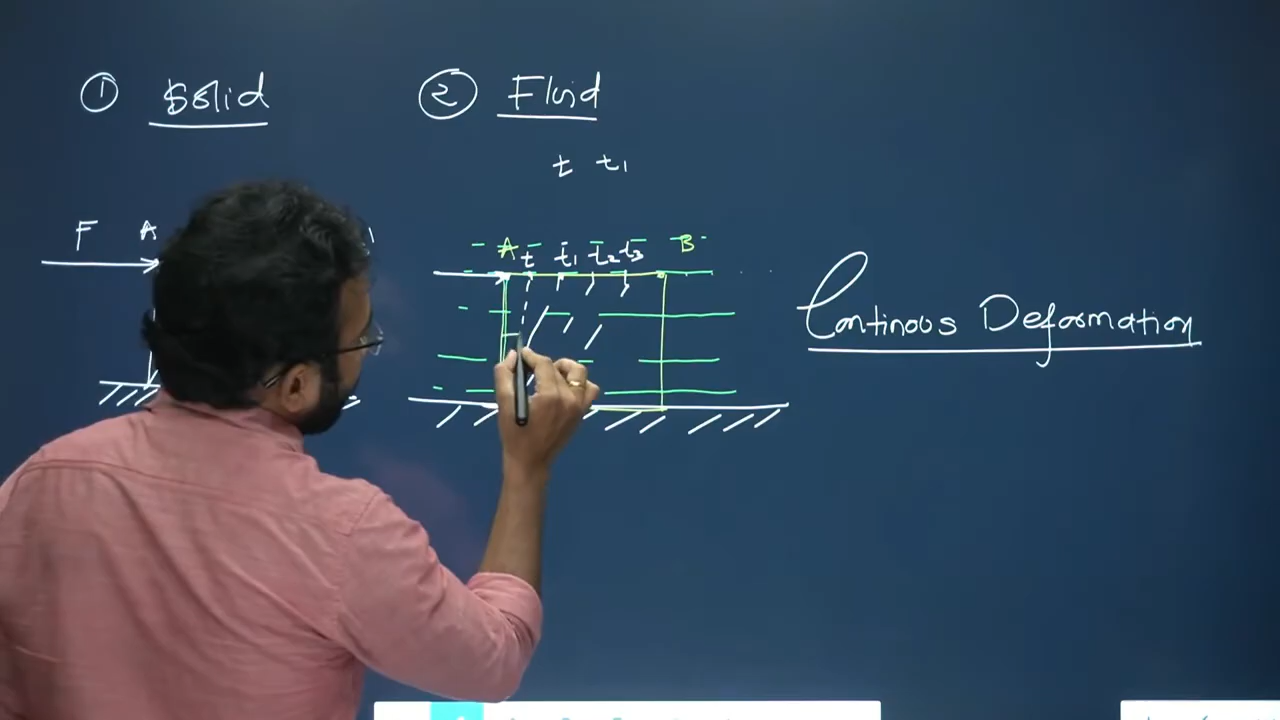 ① Solid
② Fluid
t t₁
F A
A t t₁ t₂ t₃ B
Continous Deformation